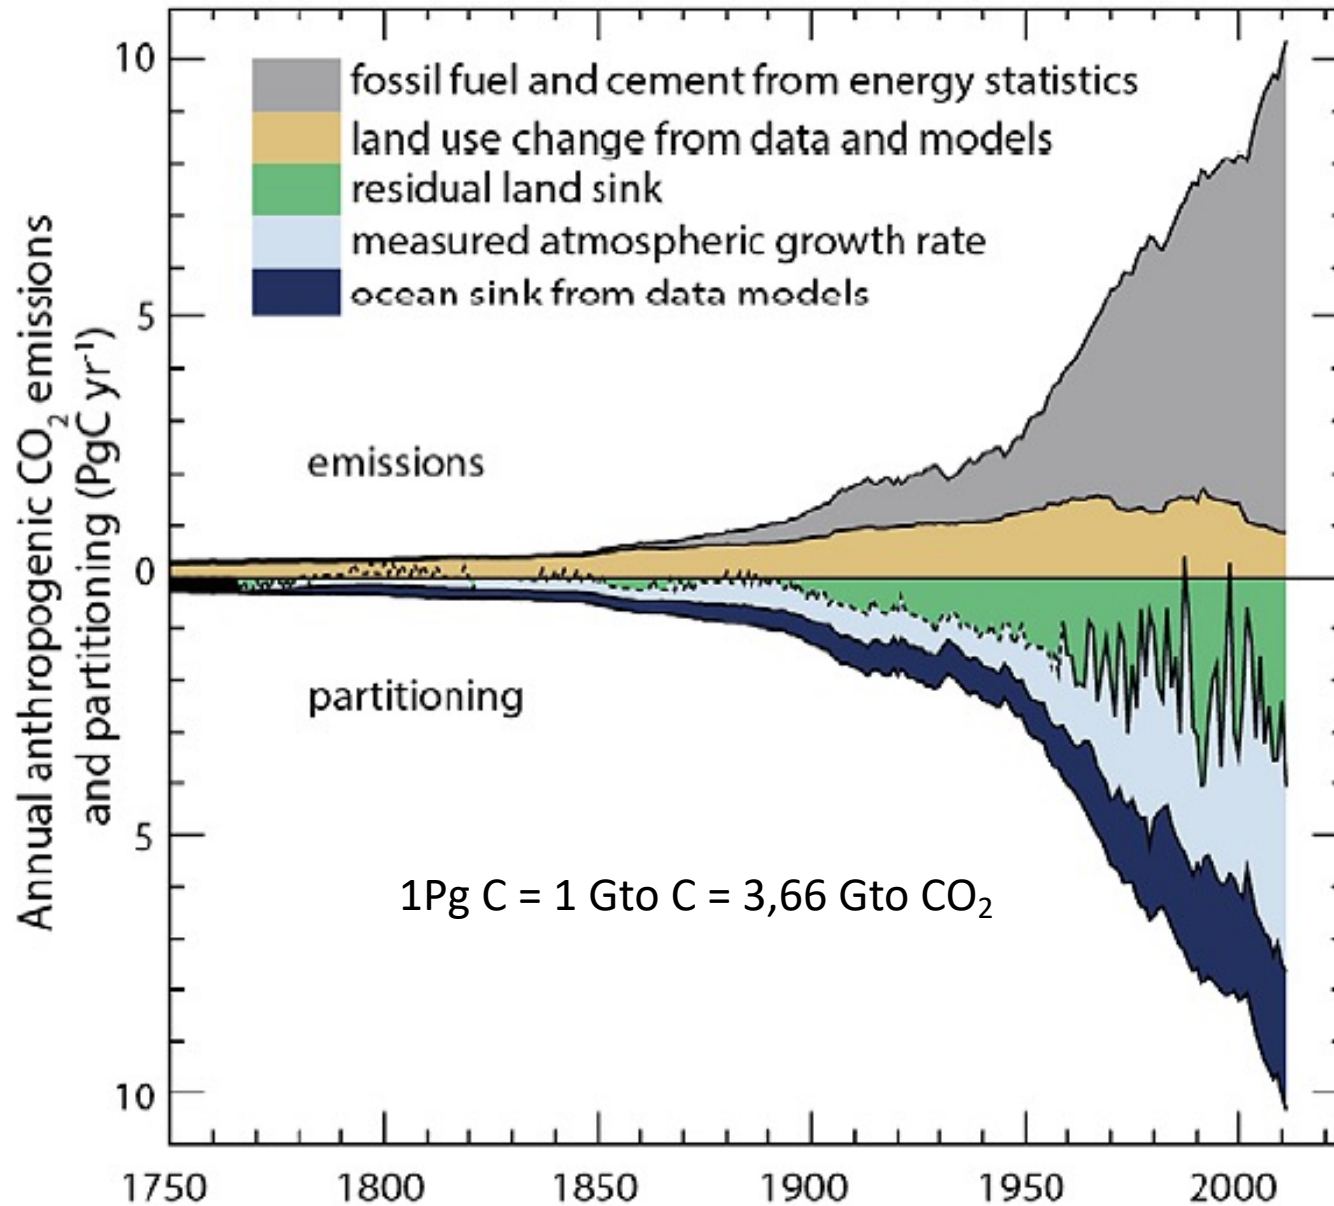 Annual anthropogenic CO₂ emissions
and partitioning (PgC yr⁻¹)
10
5
0
5
10
fossil fuel and cement from energy statistics
land use change from data and models
residual land sink
measured atmospheric growth rate
ocean sink from data models
emissions
partitioning
1Pg C = 1 Gto C = 3,66 Gto CO₂
1750 1800 1850 1900 1950 2000